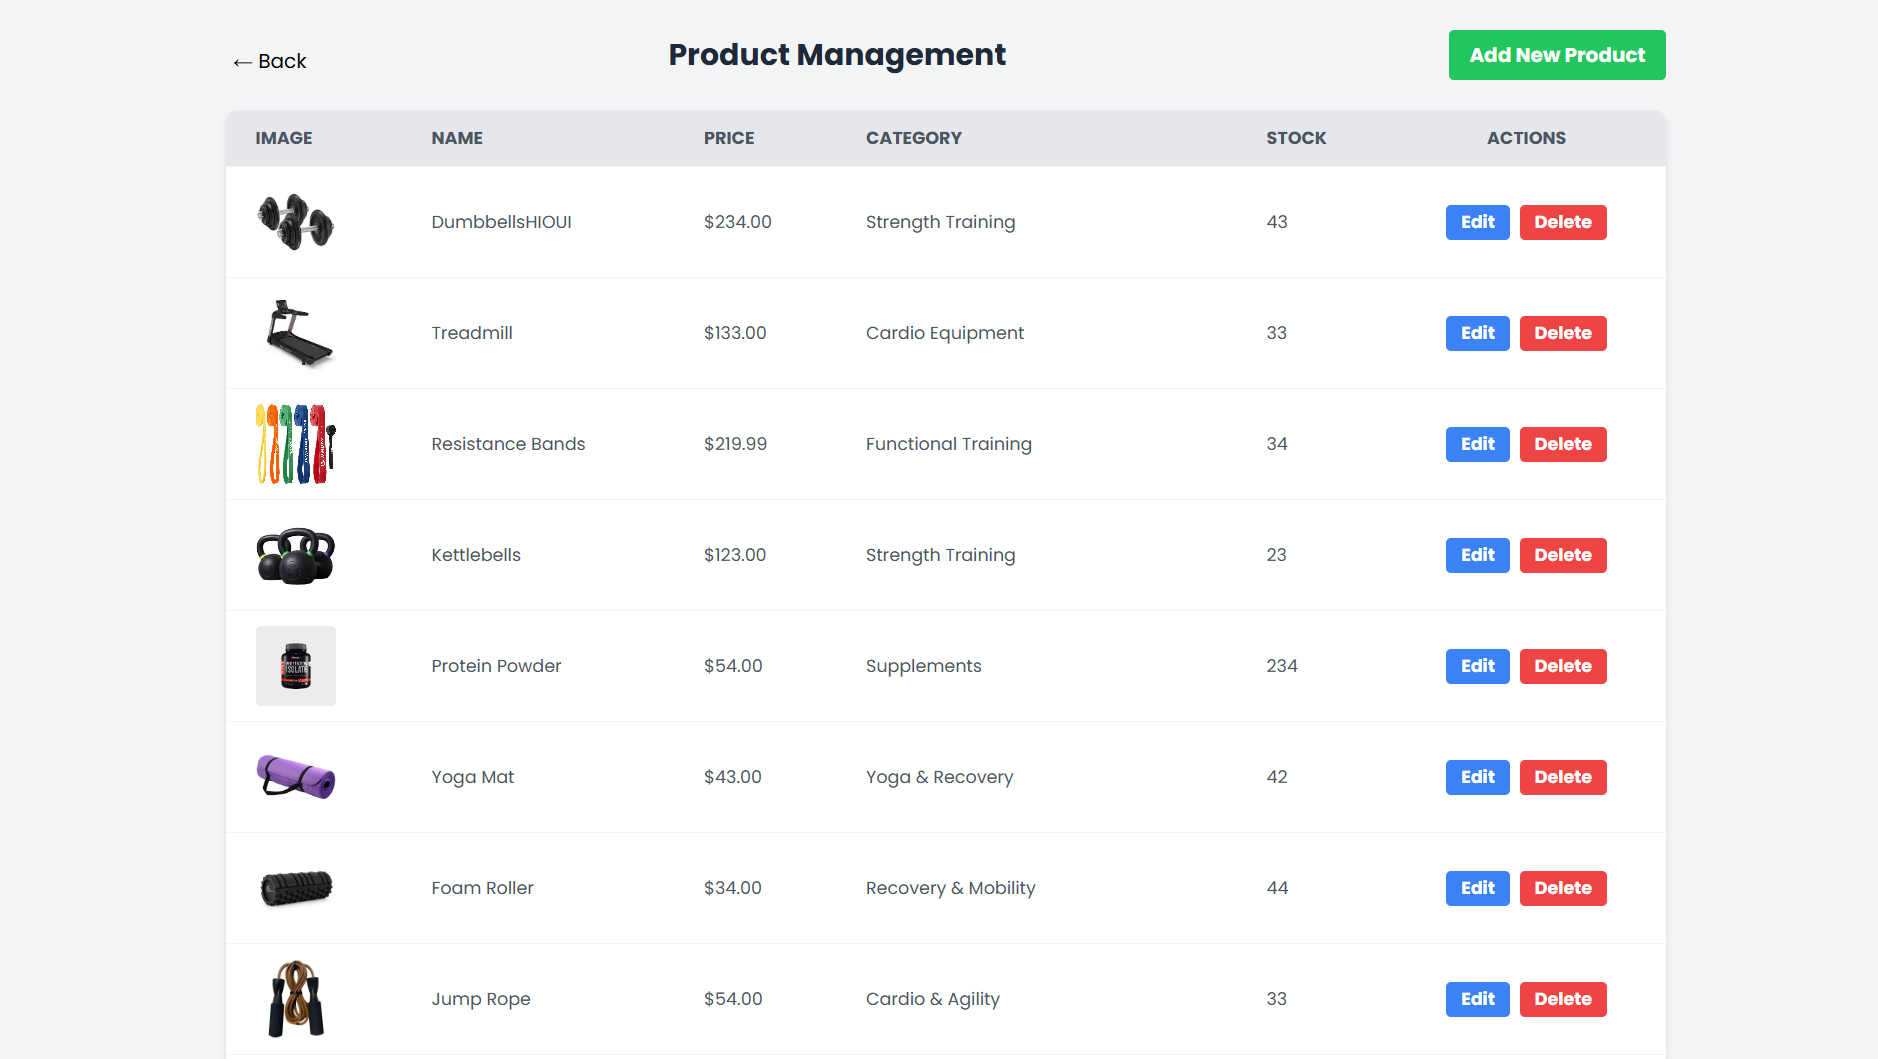 ← Back
Product Management
Add New Product
IMAGE NAME PRICE CATEGORY STOCK ACTIONS
DumbbellsHIOUI $234.00 Strength Training 43 Edit Delete
Treadmill $133.00 Cardio Equipment 33 Edit Delete
Resistance Bands $219.99 Functional Training 34 Edit Delete
Kettlebells $123.00 Strength Training 23 Edit Delete
ISOLATE
Protein Powder $54.00 Supplements 234 Edit Delete
Yoga Mat $43.00 Yoga & Recovery 42 Edit Delete
Foam Roller $34.00 Recovery & Mobility 44 Edit Delete
Jump Rope $54.00 Cardio & Agility 33 Edit Delete